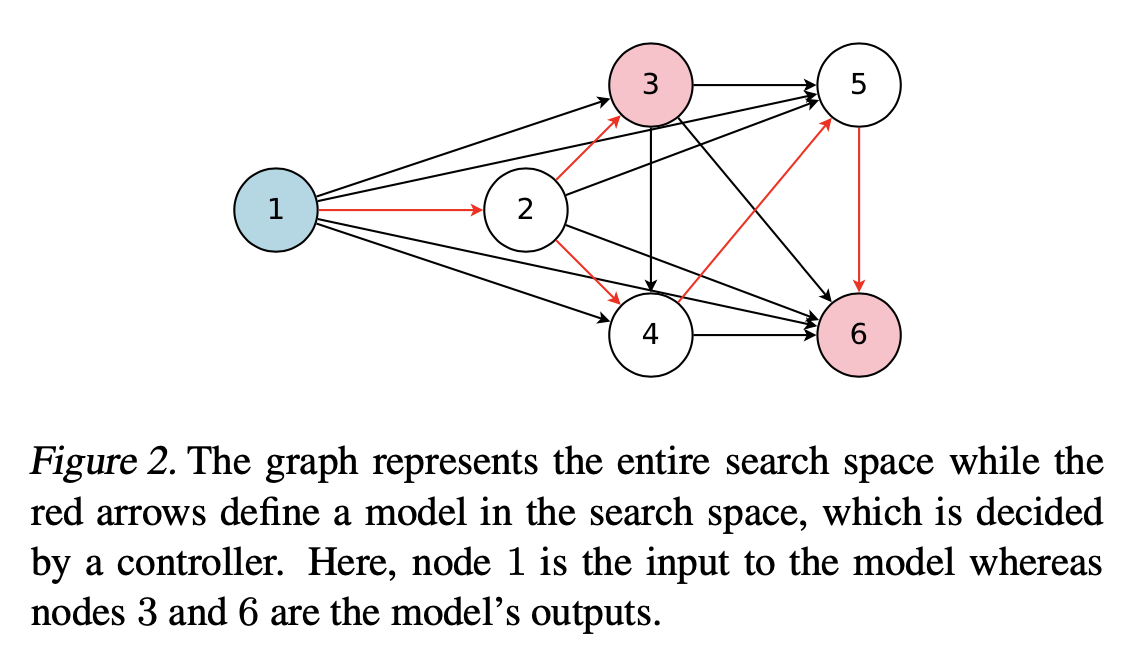 3
5
1
2
4
6
Figure 2. The graph represents the entire search space while the
red arrows define a model in the search space, which is decided
by a controller. Here, node 1 is the input to the model whereas
nodes 3 and 6 are the model's outputs.